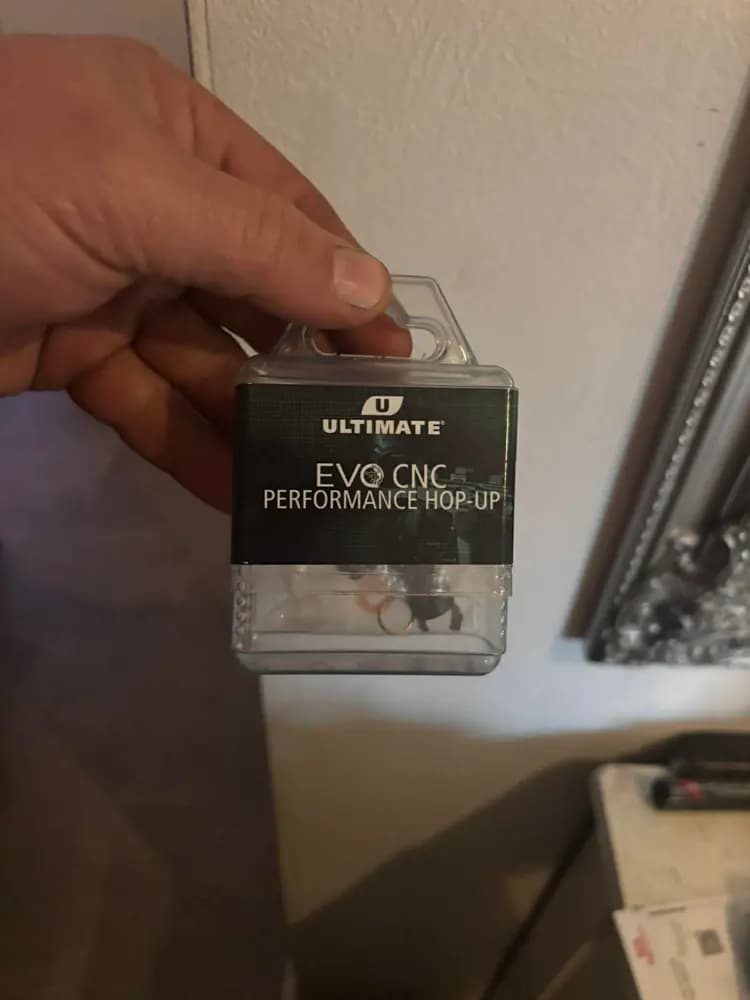 U
ULTIMATE®
EVO CNC
PERFORMANCE HOP-UP